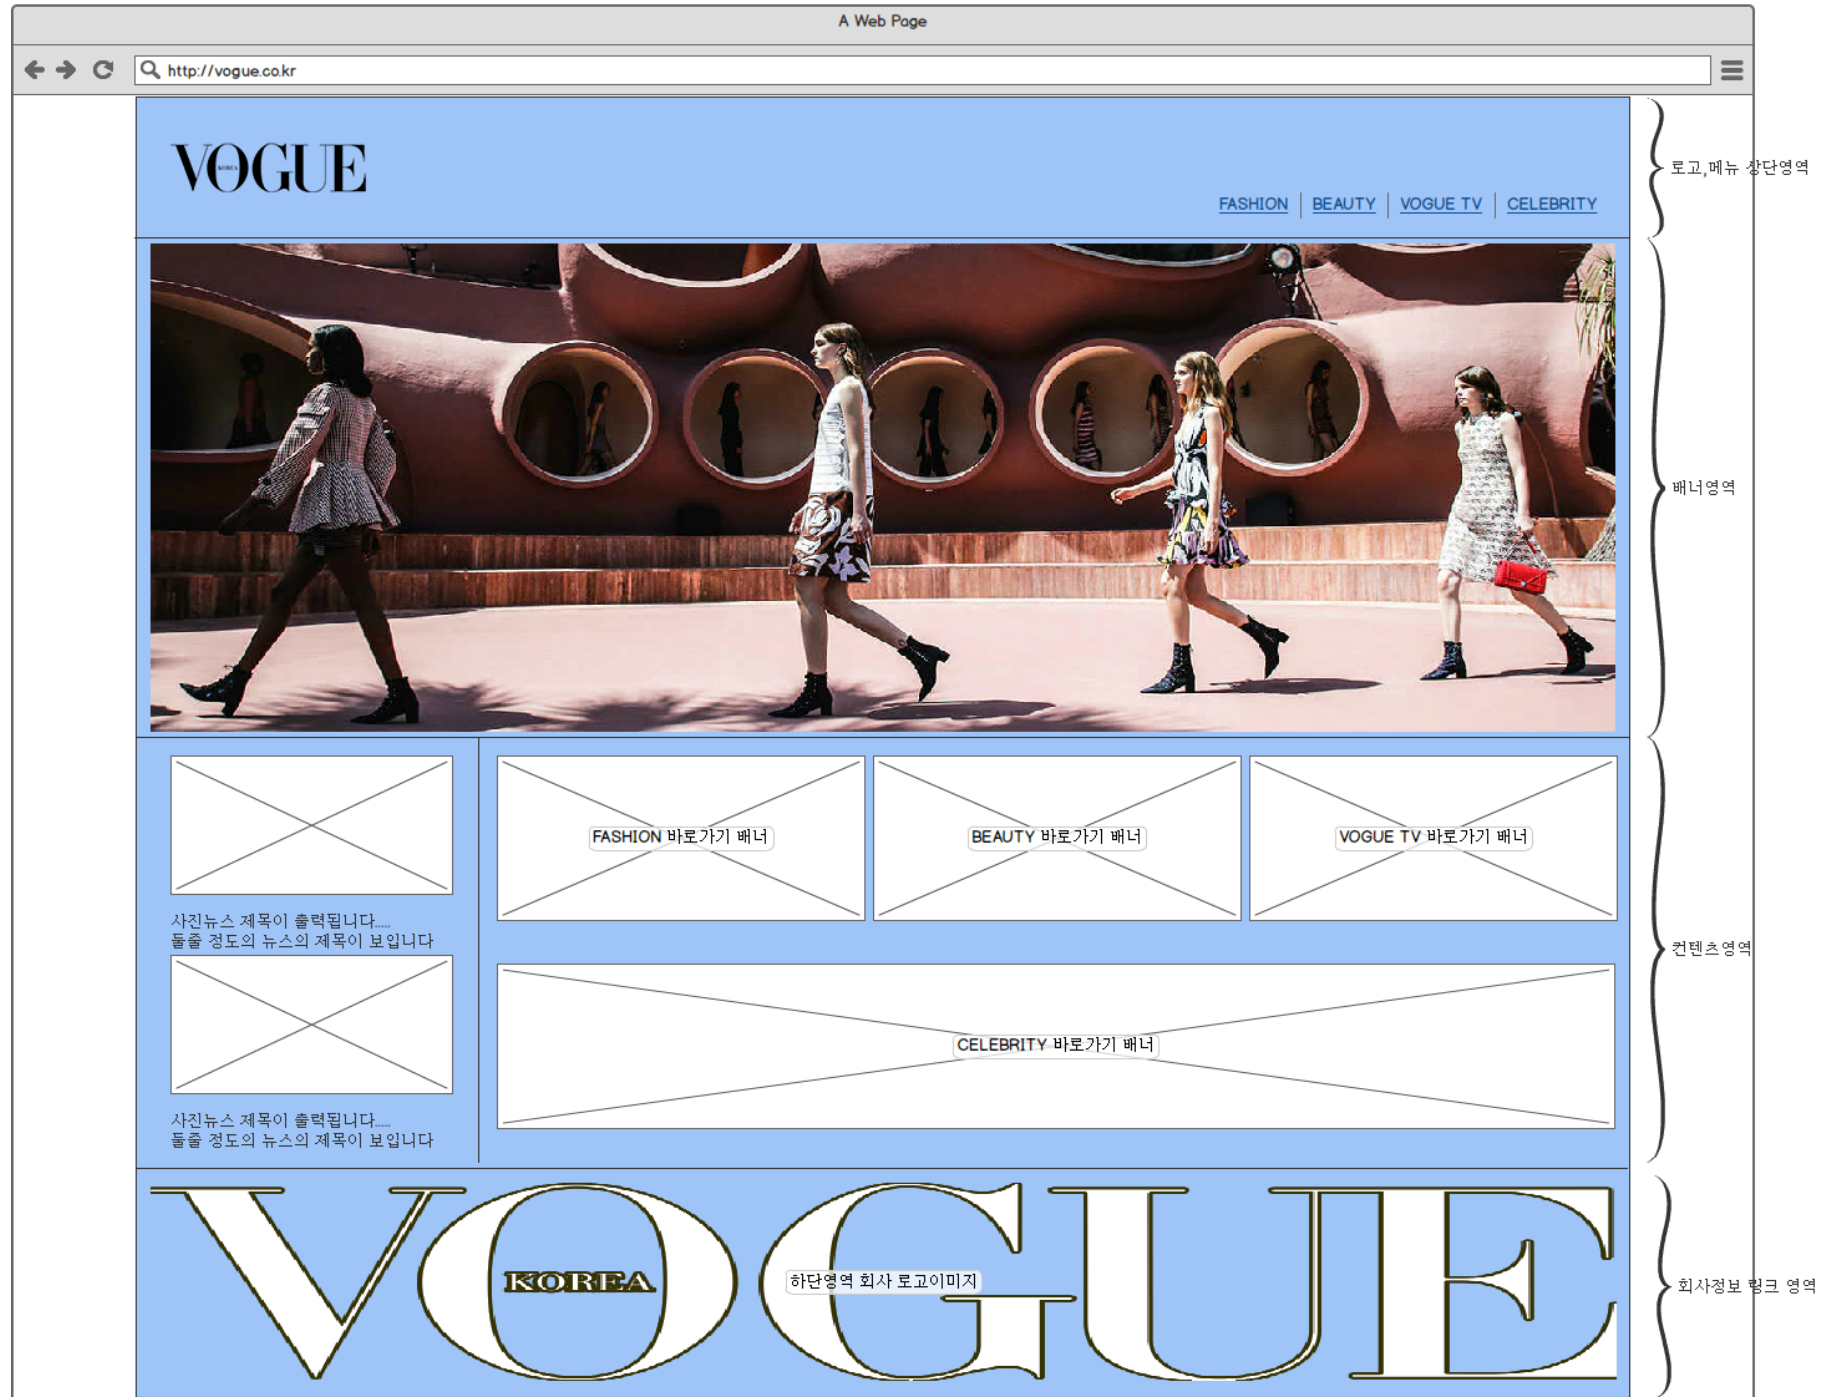 A Web Page
http://vogue.co.kr
VOGUE
KOREA
FASHION
BEAUTY
VOGUE TV
CELEBRITY
로고,메뉴 상단영역
배너영역
FASHION 바로가기 배너
BEAUTY 바로가기 배너
VOGUE TV 바로가기 배너
사진뉴스 제목이 출력됩니다.....
둘줄 정도의 뉴스의 제목이 보입니다
컨텐츠영역
CELEBRITY 바로가기 배너
사진뉴스 제목이 출력됩니다.....
둘줄 정도의 뉴스의 제목이 보입니다
VOGUE
KOREA
하단영역 회사 로고이미지
회사정보 링크 영역